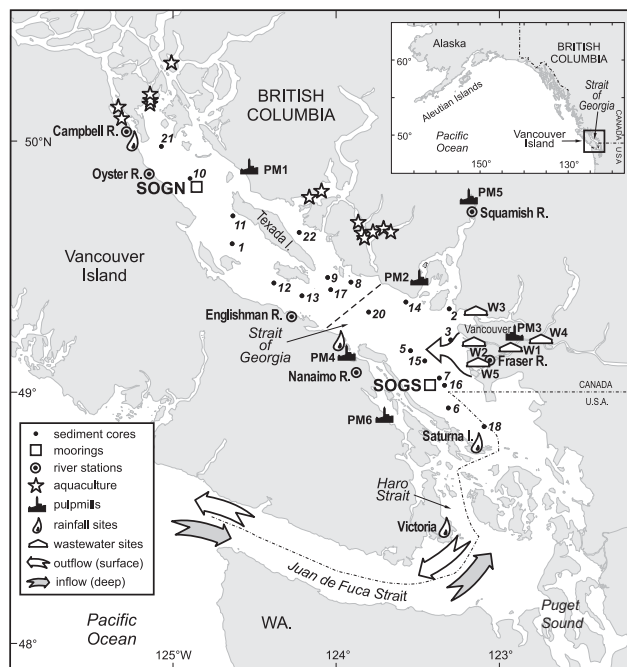 Alaska
BRITISH
COLUMBIA
60°
Strait
of
Georgia
Aleutian Islands
50°
Pacific
Ocean
Vancouver
Island
CANADA
USA
150°
130°
50°N
Campbell R.
21
BRITISH
COLUMBIA
Oyster R.
10
SOGN
PM1
PM5
Squamish R.
11
Texada I.
22
1
Vancouver
Island
12
13
9
17
8
PM2
14
2
W3
Englishman R.
20
3
Vancouver
PM3
W4
Strait
of
Georgia
W2
W1
5
15
Fraser R.
W5
PM4
Nanaimo R.
SOGS
7
16
49°
CANADA
U.S.A.
6
PM6
18
Saturna I.
sediment cores
moorings
river stations
aquaculture
pulpmills
rainfall sites
wastewater sites
outflow (surface)
inflow (deep)
Haro
Strait
Victoria
Juan de Fuca Strait
Pacific
Ocean
WA.
Puget
Sound
48°
125°W
124°
123°